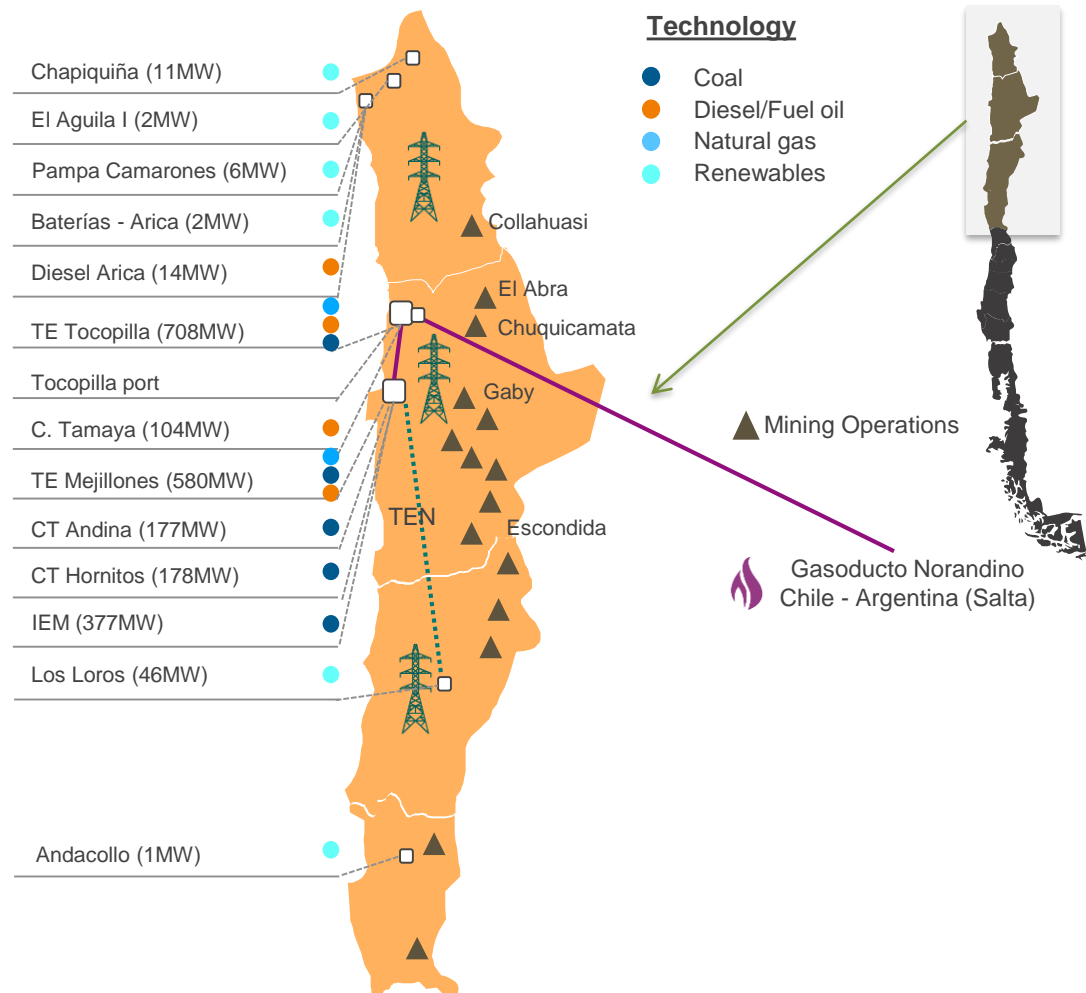 Technology
Coal
Diesel/Fuel oil
Natural gas
Renewables
Chapiquiña (11MW)
El Aguila I (2MW)
Pampa Camarones (6MW)
Baterías - Arica (2MW)
Diesel Arica (14MW)
TE Tocopilla (708MW)
Tocopilla port
C. Tamaya (104MW)
TE Mejillones (580MW)
CT Andina (177MW)
CT Hornitos (178MW)
IEM (377MW)
Los Loros (46MW)
Andacollo (1MW)
Collahuasi
El Abra
Chuquicamata
Gaby
TEN
Escondida
Mining Operations
Gasoducto Norandino
Chile - Argentina (Salta)